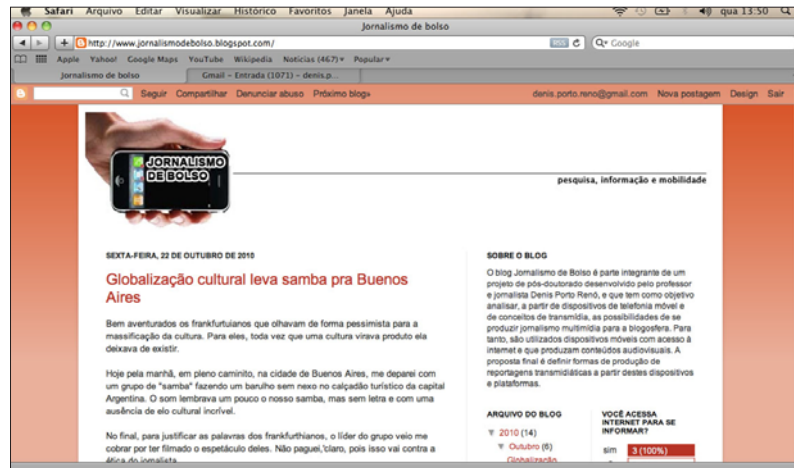 Safari Arquivo Editar Visualizar Histórico Favoritos Janela Ajuda qua 13:50
Jornalismo de bolso
http://www.jornalismodebolso.blogspot.com/ RSS Google
Apple Yahoo! Google Maps YouTube Wikipedia Notícias (467) Popular
Jornalismo de bolso Gmail – Entrada (1071) – denis.p...
Seguir Compartilhar Denunciar abuso Próximo blog» denis.porto.reno@gmail.com Nova postagem Design Sair
JORNALISMO
DE BOLSO
pesquisa, informação e mobilidade
SEXTA-FEIRA, 22 DE OUTUBRO DE 2010
Globalização cultural leva samba pra Buenos
Aires
Bem aventurados os frankfurtuianos que olhavam de forma pessimista para a
massificação da cultura. Para eles, toda vez que uma cultura virava produto ela
deixava de existir.
Hoje pela manhã, em pleno caminito, na cidade de Buenos Aires, me deparei com
um grupo de "samba" fazendo um barulho sem nexo no calçadão turístico da capital
Argentina. O som lembrava um pouco o nosso samba, mas sem letra e com uma
ausência de elo cultural incrível.
No final, para justificar as palavras dos frankfurthianos, o líder do grupo veio me
cobrar por ter filmado o espetáculo deles. Não paguei, claro, pois isso vai contra a
ética do jornalista
SOBRE O BLOG
O blog Jornalismo de Bolso é parte integrante de um
projeto de pós-doutorado desenvolvido pelo professor
e jornalista Denis Porto Renó, e que tem como objetivo
analisar, a partir de dispositivos de telefonia móvel e
de conceitos de transmídia, as possibilidades de se
produzir jornalismo multimídia para a blogosfera. Para
tanto, são utilizados dispositivos móveis com acesso à
internet e que produzam conteúdos audiovisuais. A
proposta final é definir formas de produção de
reportagens transmidiáticas a partir destes dispositivos
e plataformas.
ARQUIVO DO BLOG
▼ 2010 (14)
▼ Outubro (6)
Globalização
VOCÊ ACESSA
INTERNET PARA SE
INFORMAR?
sim 3 (100%)